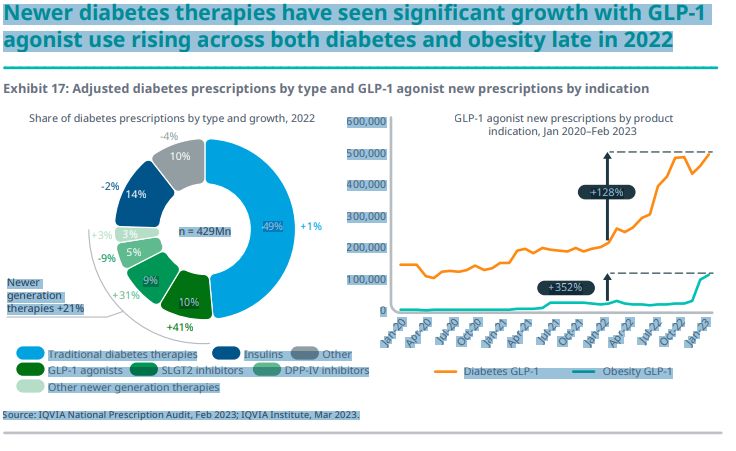 Newer diabetes therapies have seen significant growth with GLP-1
agonist use rising across both diabetes and obesity late in 2022
Exhibit 17: Adjusted diabetes prescriptions by type and GLP-1 agonist new prescriptions by indication
Share of diabetes prescriptions by type and growth, 2022
-4%
10%
-2%
14%
+3%
3%
-9%
5%
+31%
9%
10%
+41%
49%
+1%
n = 429Mn
Newer
generation
therapies +21%
Traditional diabetes therapies
Insulins
Other
GLP-1 agonists
SLGT2 inhibitors
DPP-IV inhibitors
Other newer generation therapies
GLP-1 agonist new prescriptions by product
indication, Jan 2020–Feb 2023
600,000
500,000
400,000
300,000
200,000
100,000
0
+128%
+352%
Jan-20
Apr-20
Jul-20
Oct-20
Jan-21
Apr-21
Jul-21
Oct-21
Jan-22
Apr-22
Jul-22
Oct-22
Jan-23
Diabetes GLP-1
Obesity GLP-1
Source: IQVIA National Prescription Audit, Feb 2023; IQVIA Institute, Mar 2023.